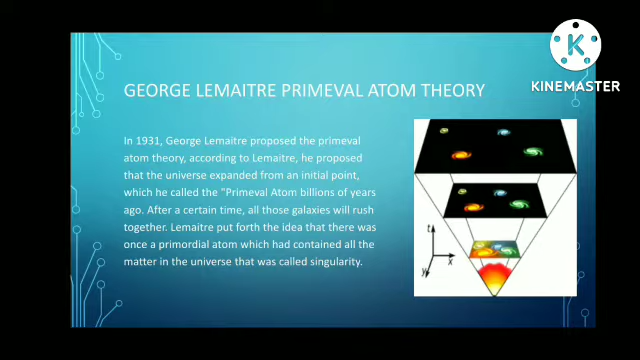 KINEMASTER
GEORGE LEMAITRE PRIMEVAL ATOM THEORY
In 1931, George Lemaitre proposed the primeval
atom theory, according to Lemaitre, he proposed
that the universe expanded from an initial point,
which he called the "Primeval Atom billions of years
ago. After a certain time, all those galaxies will rush
together. Lemaitre put forth the idea that there was
once a primordial atom which had contained all the
matter in the universe that was called singularity.
t
x
y